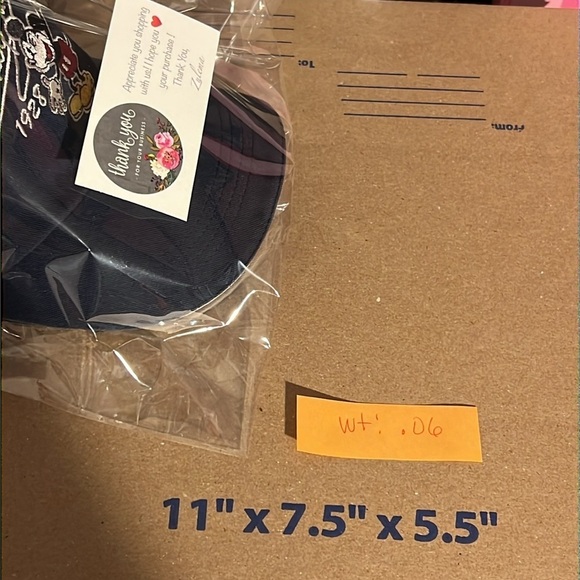 Appreciate you shopping
with us! I hope you ❤
your purchase!
Thank You,
Zeline
thank you
- FOR YOUR BUSINESS -
1928
To:
From:
wt: .06
11" x 7.5" x 5.5"